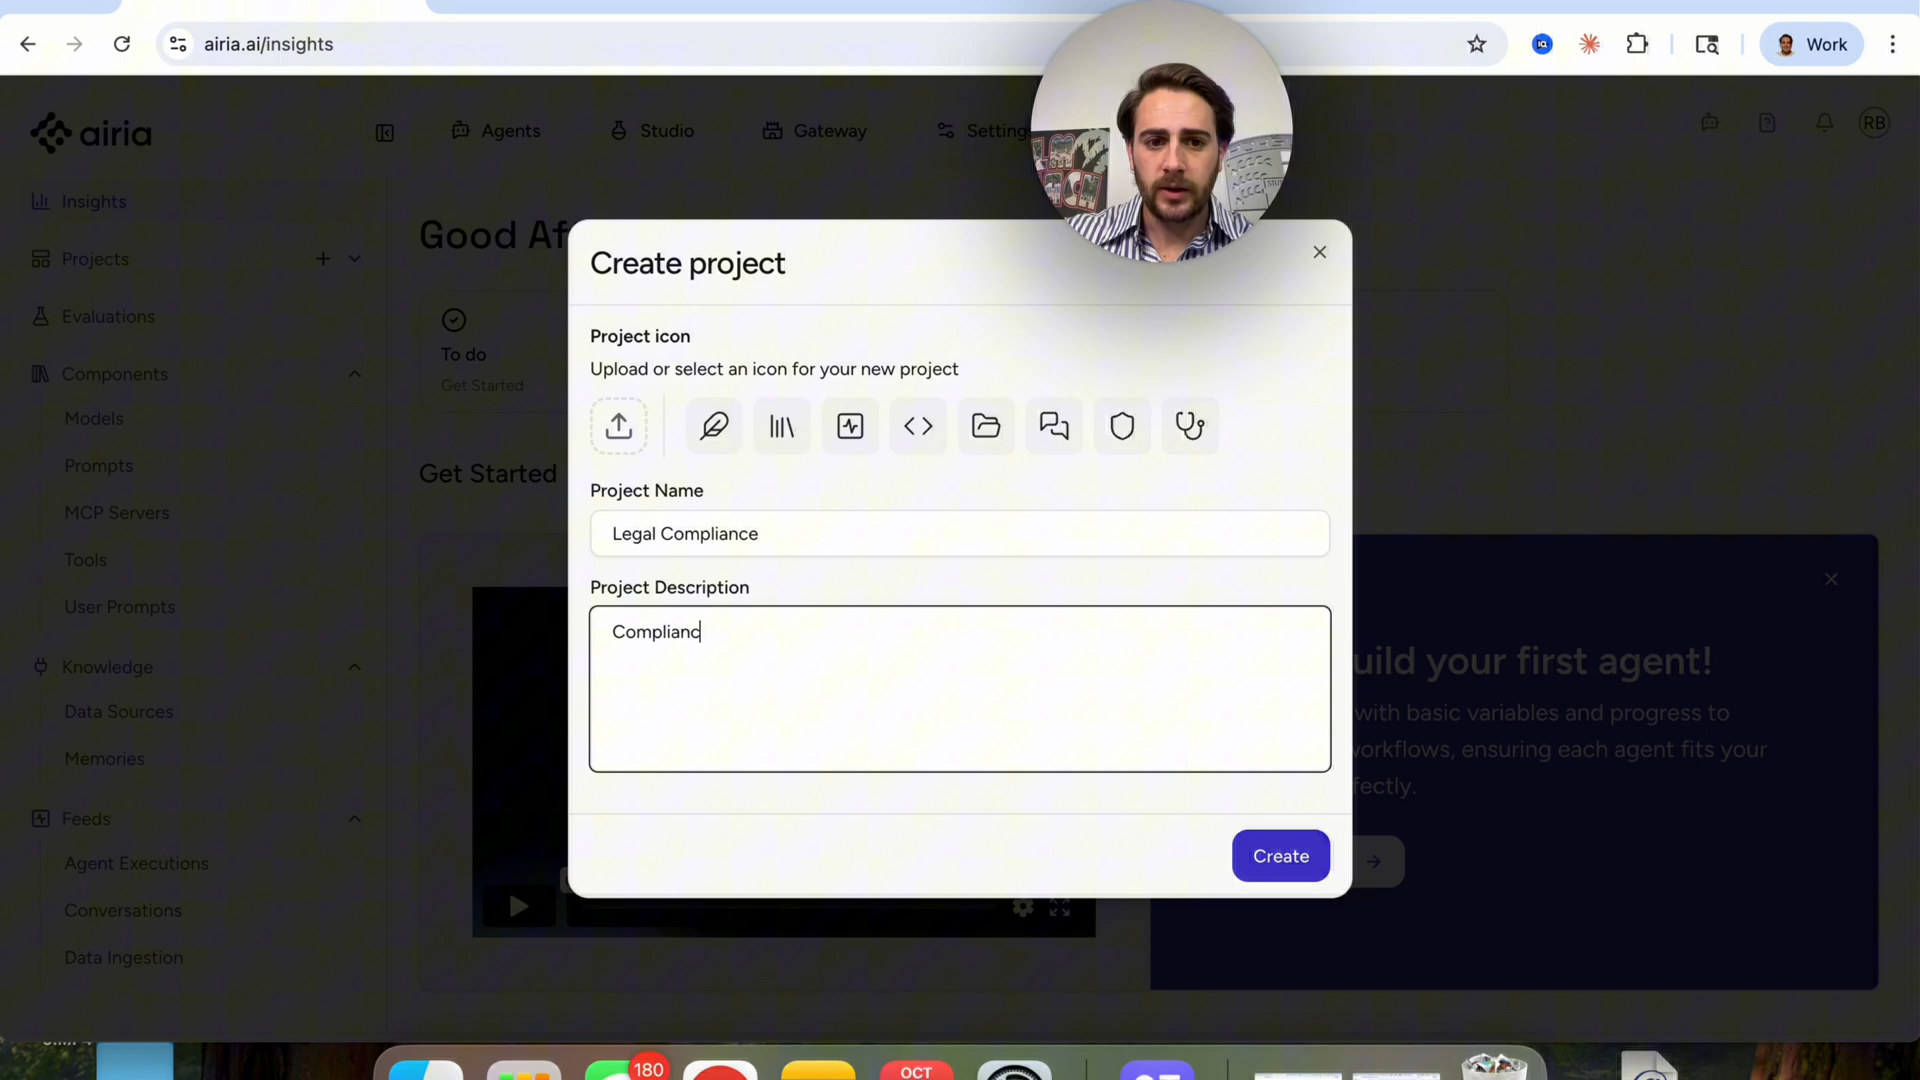 airia.ai/insights
Work
airia
Agents
Studio
Gateway
Setting
RB
Insights
Projects
Evaluations
Components
Models
Prompts
MCP Servers
Tools
User Prompts
Knowledge
Data Sources
Memories
Feeds
Agent Executions
Conversations
Data Ingestion
Good Af
To do
Get Started
Get Started
Create project
Project icon
Upload or select an icon for your new project
Project Name
Legal Compliance
Project Description
Complianc
Create
uild your first agent!
with basic variables and progress to
workflows, ensuring each agent fits your
fectly.
180
OCT